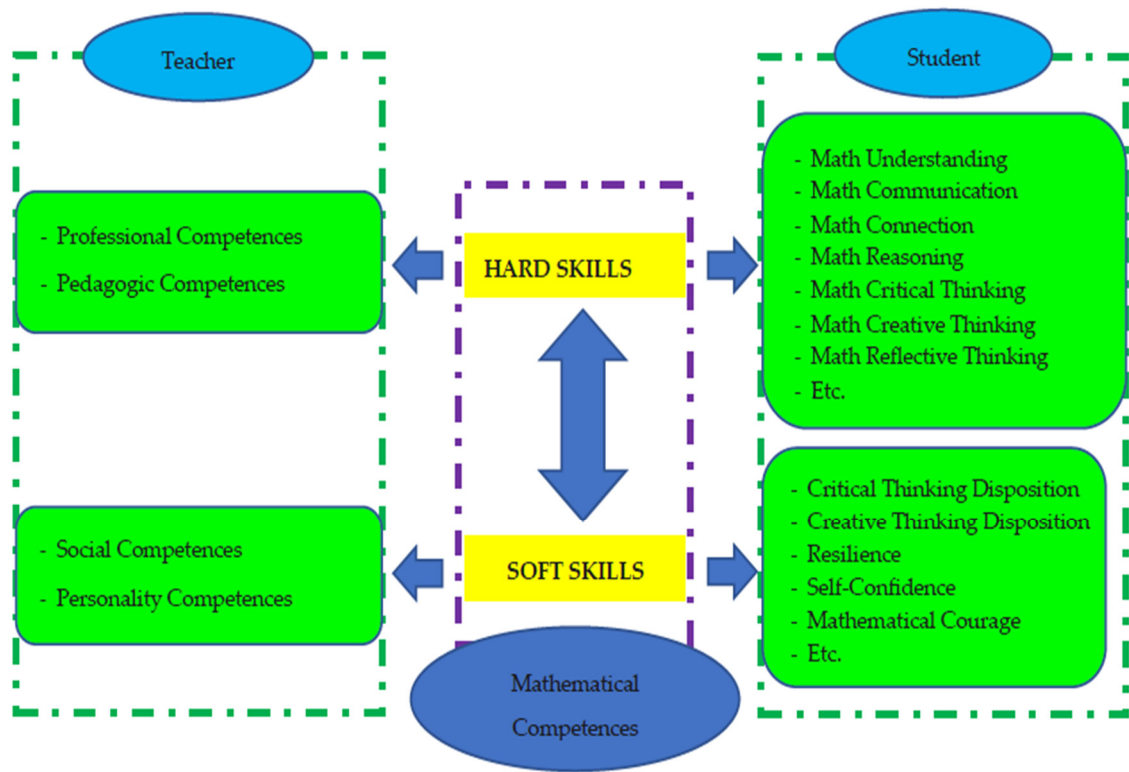 Teacher
- Professional Competences
- Pedagogic Competences
- Social Competences
- Personality Competences
HARD SKILLS
SOFT SKILLS
Mathematical
Competences
Student
- Math Understanding
- Math Communication
- Math Connection
- Math Reasoning
- Math Critical Thinking
- Math Creative Thinking
- Math Reflective Thinking
- Etc.
- Critical Thinking Disposition
- Creative Thinking Disposition
- Resilience
- Self-Confidence
- Mathematical Courage
- Etc.